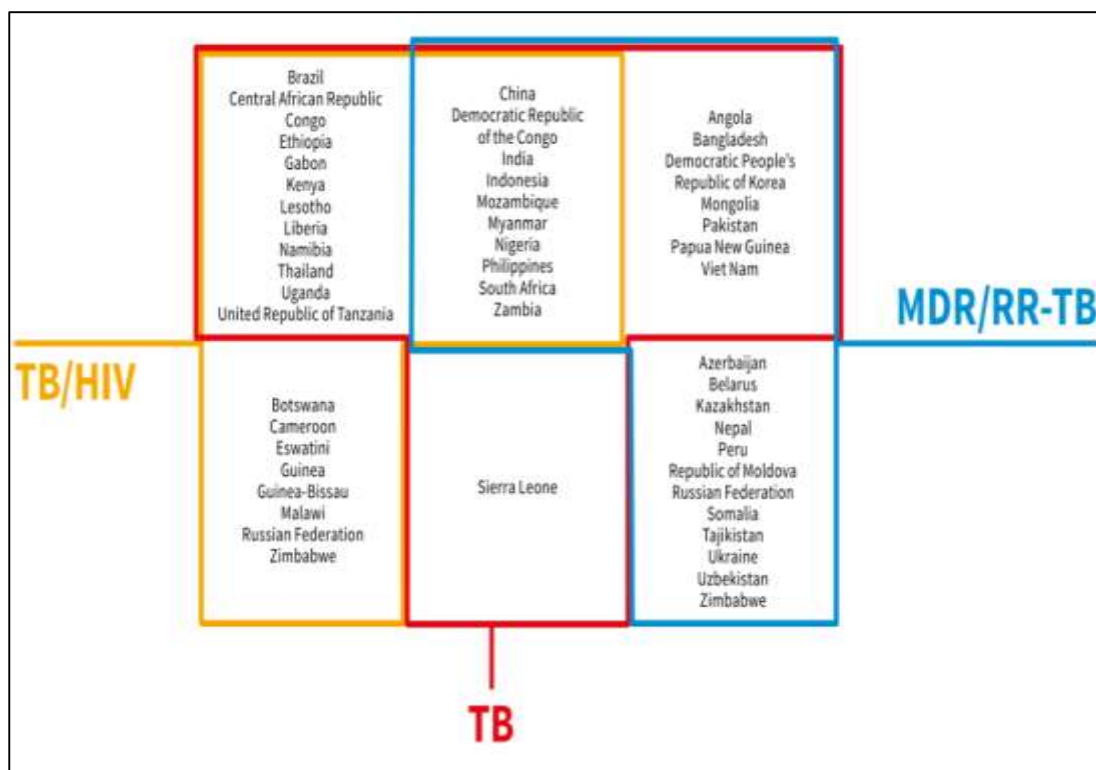 Brazil
Central African Republic
Congo
Ethiopia
Gabon
Kenya
Lesotho
Liberia
Namibia
Thailand
Uganda
United Republic of Tanzania
China
Democratic Republic
of the Congo
India
Indonesia
Mozambique
Myanmar
Nigeria
Philippines
South Africa
Zambia
Angola
Bangladesh
Democratic People's
Republic of Korea
Mongolia
Pakistan
Papua New Guinea
Viet Nam
MDR/RR-TB
TB/HIV
Botswana
Cameroon
Eswatini
Guinea
Guinea-Bissau
Malawi
Russian Federation
Zimbabwe
Sierra Leone
Azerbaijan
Belarus
Kazakhstan
Nepal
Peru
Republic of Moldova
Russian Federation
Somalia
Tajikistan
Ukraine
Uzbekistan
Zimbabwe
TB